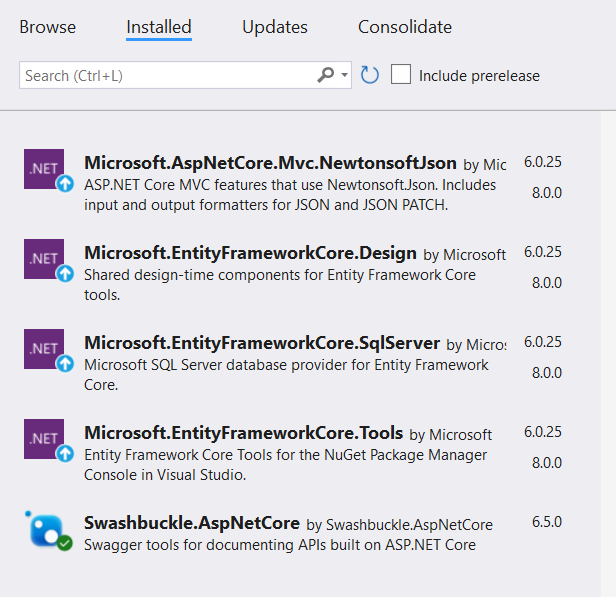 Browse Installed Updates Consolidate
Search (Ctrl+L) Include prerelease
.NET Microsoft.AspNetCore.Mvc.NewtonsoftJson by Mic 6.0.25
ASP.NET Core MVC features that use Newtonsoft.Json. Includes 8.0.0
input and output formatters for JSON and JSON PATCH.
.NET Microsoft.EntityFrameworkCore.Design by Microsoft 6.0.25
Shared design-time components for Entity Framework Core 8.0.0
tools.
.NET Microsoft.EntityFrameworkCore.SqlServer by Micros 6.0.25
Microsoft SQL Server database provider for Entity Framework 8.0.0
Core.
.NET Microsoft.EntityFrameworkCore.Tools by Microsoft 6.0.25
Entity Framework Core Tools for the NuGet Package Manager 8.0.0
Console in Visual Studio.
Swashbuckle.AspNetCore by Swashbuckle.AspNetCore 6.5.0
Swagger tools for documenting APIs built on ASP.NET Core